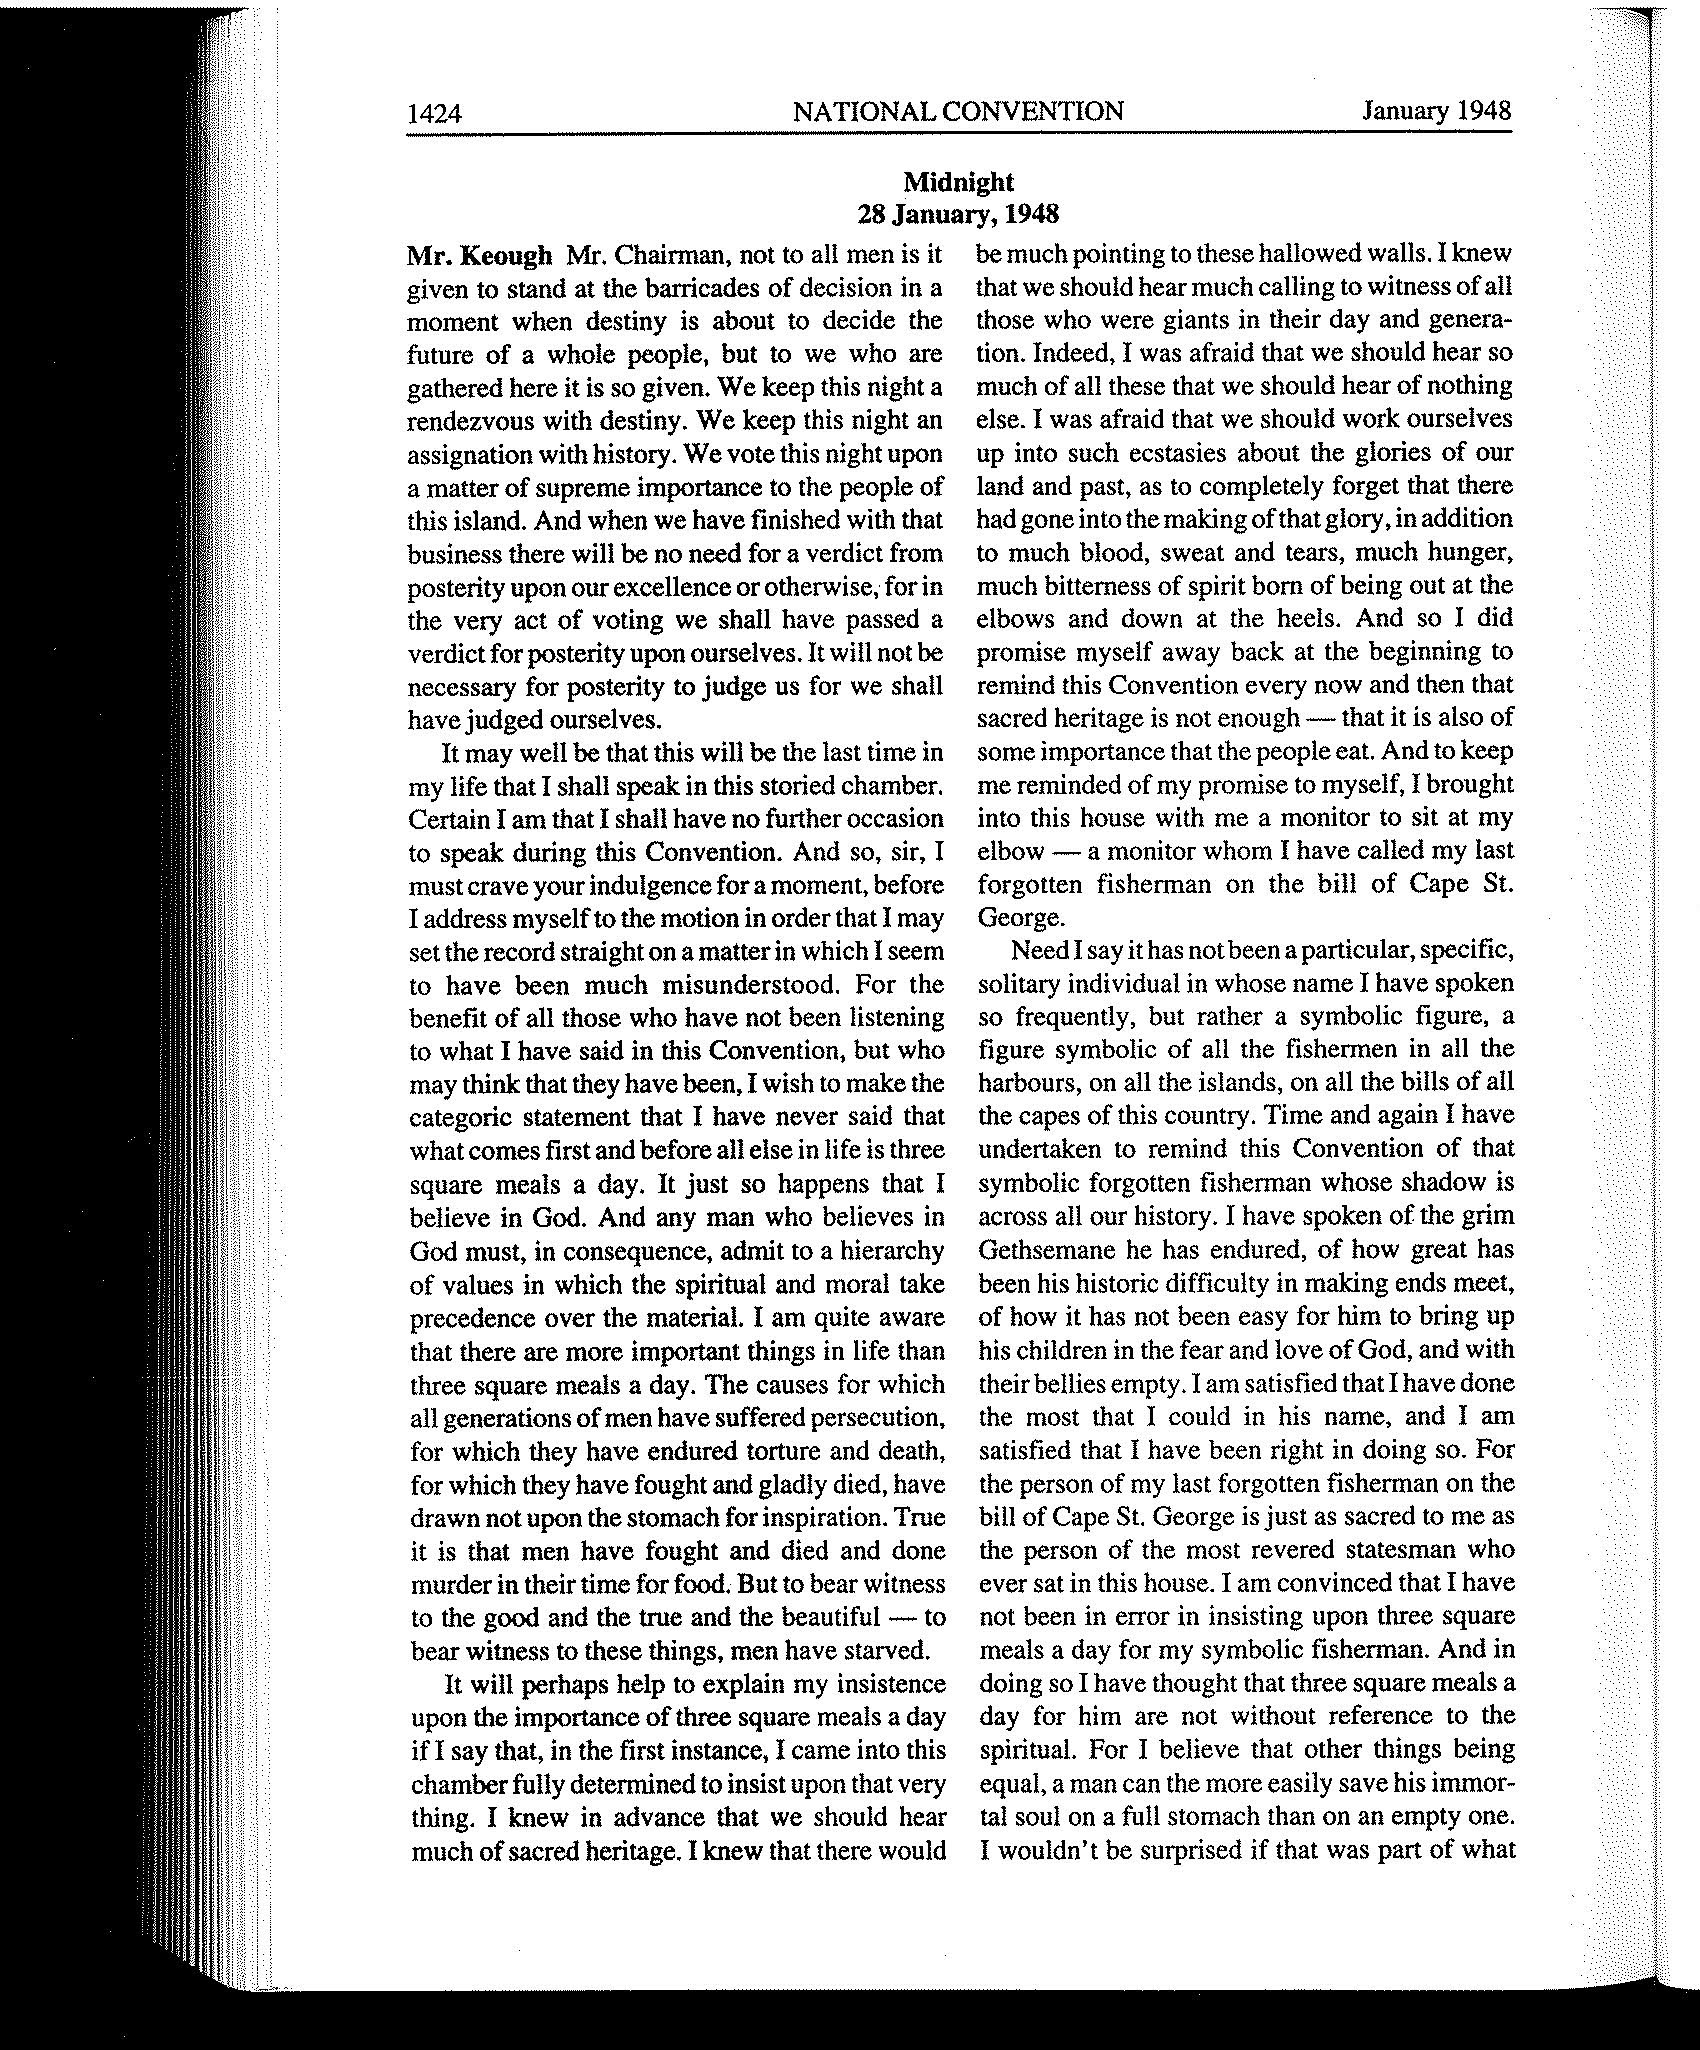 1424 NATIONAL CONVENTION January 1948
Midnight
28 January, 1948
Mr. Keough Mr. Chairman, not to all men is it
given to stand at the barricades of decision in a
moment when destiny is about to decide the
future of a whole people, but to we who are
gathered here it is so given. We keep this night a
rendezvous with destiny. We keep this night an
assignation with history. We vote this night upon
a matter of supreme importance to the people of
this island. And when we have finished with that
business there will be no need for a verdict from
posterity upon our excellence or otherwise, for in
the very act of voting we shall have passed a
verdict for posterity upon ourselves. It will not be
necessary for posterity to judge us for we shall
have judged ourselves.
It may well be that this will be the last time in
my life that I shall speak in this storied chamber.
Certain I am that I shall have no further occasion
to speak during this Convention. And so, sir, I
must crave your indulgence for a moment, before
I address myself to the motion in order that I may
set the record straight on a matter in which I seem
to have been much misunderstood. For the
benefit of all those who have not been listening
to what I have said in this Convention, but who
may think that they have been, I wish to make the
categoric statement that I have never said that
what comes first and before all else in life is three
square meals a day. It just so happens that I
believe in God. And any man who believes in
God must, in consequence, admit to a hierarchy
of values in which the spiritual and moral take
precedence over the material. I am quite aware
that there are more important things in life than
three square meals a day. The causes for which
all generations of men have suffered persecution,
for which they have endured torture and death,
for which they have fought and gladly died, have
drawn not upon the stomach for inspiration. True
it is that men have fought and died and done
murder in their time for food. But to bear witness
to the good and the true and the beautiful — to
bear witness to these things, men have starved.
It will perhaps help to explain my insistence
upon the importance of three square meals a day
if I say that, in the first instance, I came into this
chamber fully determined to insist upon that very
thing. I knew in advance that we should hear
much of sacred heritage. I knew that there would
be much pointing to these hallowed walls. I knew
that we should hear much calling to witness of all
those who were giants in their day and genera-
tion. Indeed, I was afraid that we should hear so
much of all these that we should hear of nothing
else. I was afraid that we should work ourselves
up into such ecstasies about the glories of our
land and past, as to completely forget that there
had gone into the making of that glory, in addition
to much blood, sweat and tears, much hunger,
much bitterness of spirit born of being out at the
elbows and down at the heels. And so I did
promise myself away back at the beginning to
remind this Convention every now and then that
sacred heritage is not enough — that it is also of
some importance that the people eat. And to keep
me reminded of my promise to myself, I brought
into this house with me a monitor to sit at my
elbow — a monitor whom I have called my last
forgotten fisherman on the bill of Cape St.
George.
Need I say it has not been a particular, specific,
solitary individual in whose name I have spoken
so frequently, but rather a symbolic figure, a
figure symbolic of all the fishermen in all the
harbours, on all the islands, on all the bills of all
the capes of this country. Time and again I have
undertaken to remind this Convention of that
symbolic forgotten fisherman whose shadow is
across all our history. I have spoken of the grim
Gethsemane he has endured, of how great has
been his historic difficulty in making ends meet,
of how it has not been easy for him to bring up
his children in the fear and love of God, and with
their bellies empty. I am satisfied that I have done
the most that I could in his name, and I am
satisfied that I have been right in doing so. For
the person of my last forgotten fisherman on the
bill of Cape St. George is just as sacred to me as
the person of the most revered statesman who
ever sat in this house. I am convinced that I have
not been in error in insisting upon three square
meals a day for my symbolic fisherman. And in
doing so I have thought that three square meals a
day for him are not without reference to the
spiritual. For I believe that other things being
equal, a man can the more easily save his immor-
tal soul on a full stomach than on an empty one.
I wouldn't be surprised if that was part of what